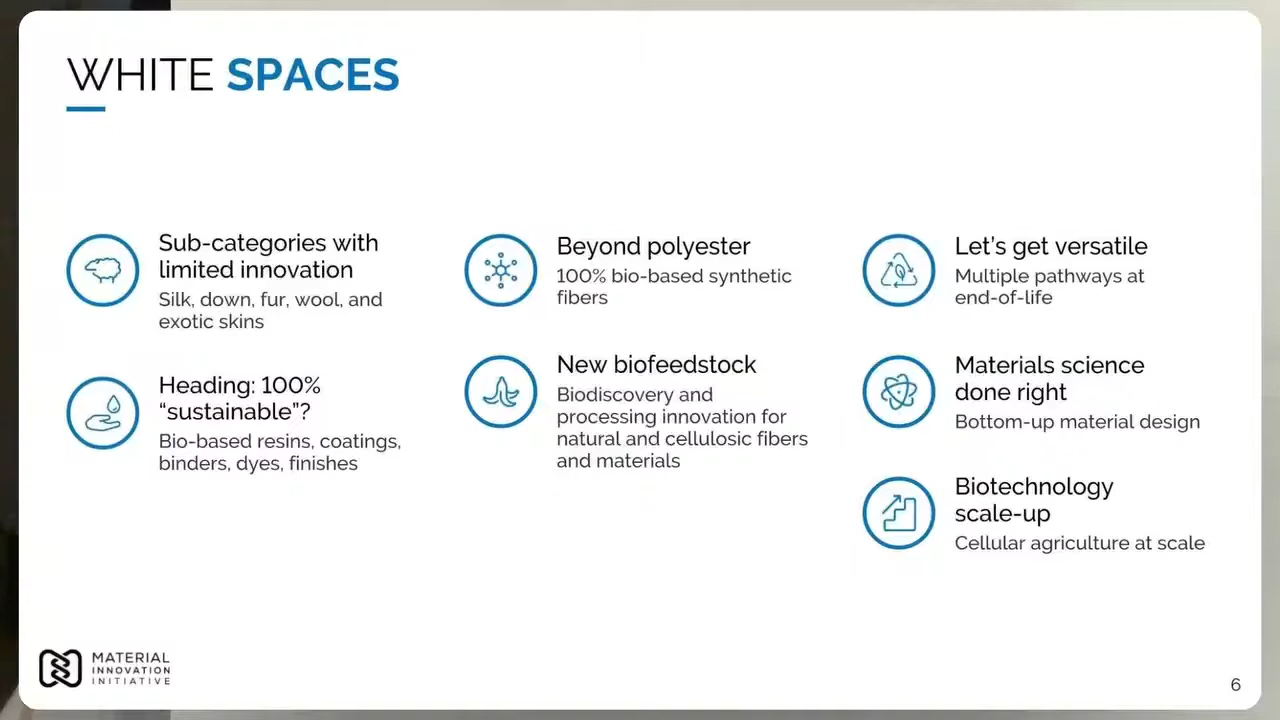 WHITE SPACES
Sub-categories with
limited innovation
Silk, down, fur, wool, and
exotic skins
Heading: 100%
“sustainable”?
Bio-based resins, coatings,
binders, dyes, finishes
Beyond polyester
100% bio-based synthetic
fibers
New biofeedstock
Biodiscovery and
processing innovation for
natural and cellulosic fibers
and materials
Let’s get versatile
Multiple pathways at
end-of-life
Materials science
done right
Bottom-up material design
Biotechnology
scale-up
Cellular agriculture at scale
MATERIAL
INNOVATION
INITIATIVE
6